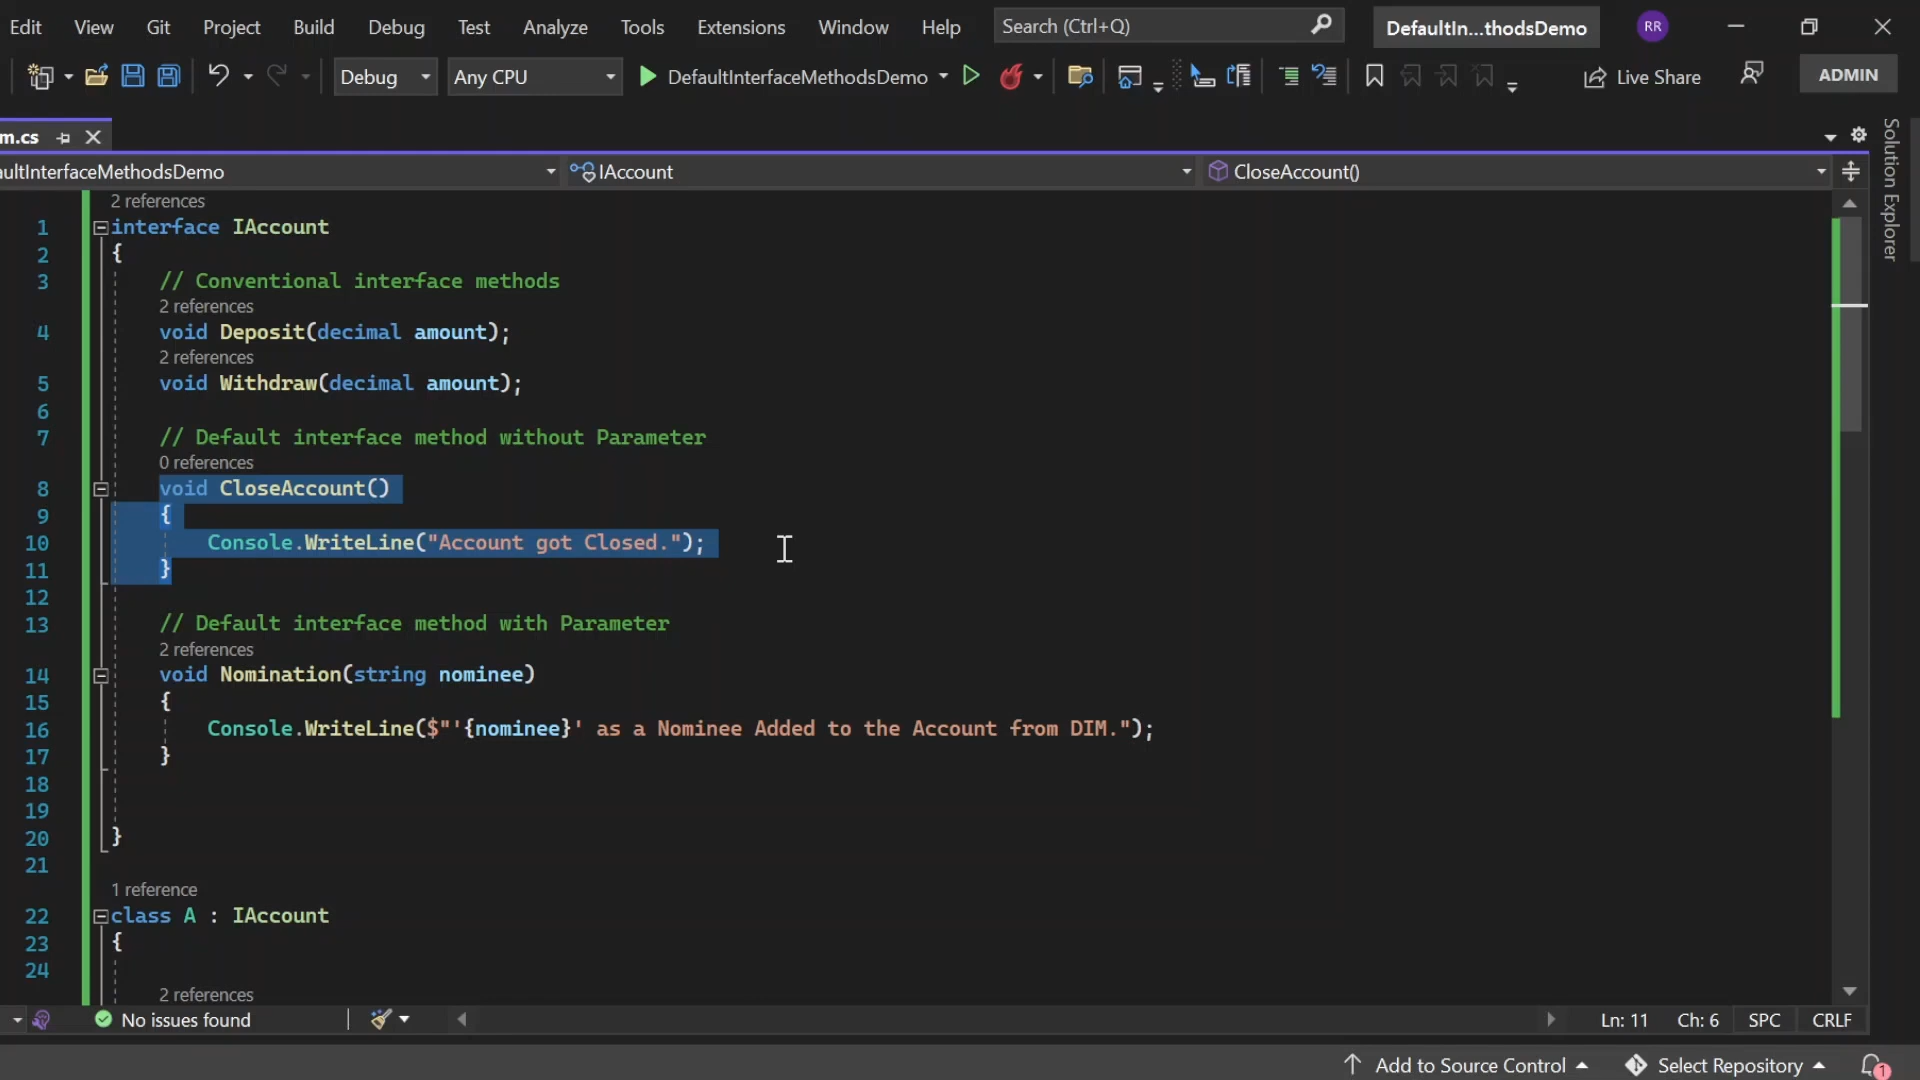 Edit View Git Project Build Debug Test Analyze Tools Extensions Window Help Search (Ctrl+Q) DefaultIn...thodsDemo RR
Debug Any CPU DefaultInterfaceMethodsDemo Live Share ADMIN
m.cs
aultInterfaceMethodsDemo IAccount CloseAccount()
Solution Explorer
2 references
1 interface IAccount
2 {
3 // Conventional interface methods
2 references
4 void Deposit(decimal amount);
2 references
5 void Withdraw(decimal amount);
6
7 // Default interface method without Parameter
0 references
8 void CloseAccount()
9 {
10 Console.WriteLine("Account got Closed.");
11 }
12
13 // Default interface method with Parameter
2 references
14 void Nomination(string nominee)
15 {
16 Console.WriteLine($"'{nominee}' as a Nominee Added to the Account from DIM.");
17 }
18
19
20 }
21
1 reference
22 class A : IAccount
23 {
24
2 references
No issues found Ln: 11 Ch: 6 SPC CRLF
Add to Source Control Select Repository 1